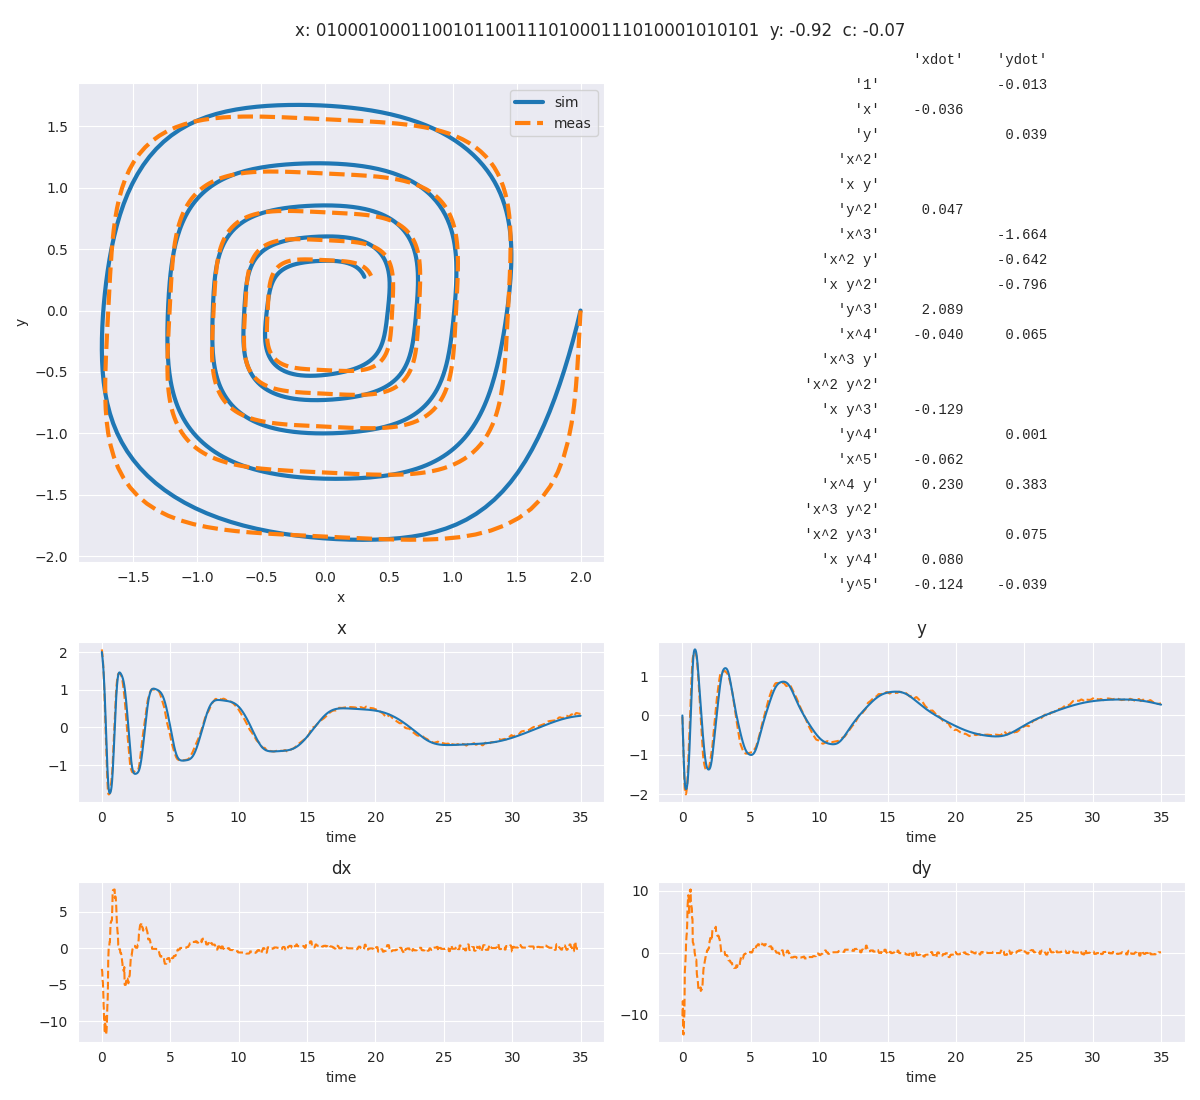 x: 010001000110010110011101000111010001010101  y: -0.92  c: -0.07
'xdot' 'ydot'
'1' -0.013
'x' -0.036
'y' 0.039
'x^2'
'x y'
'y^2' 0.047
'x^3' -1.664
'x^2 y' -0.642
'x y^2' -0.796
'y^3' 2.089
'x^4' -0.040 0.065
'x^3 y'
'x^2 y^2'
'x y^3' -0.129
'y^4' 0.001
'x^5' -0.062
'x^4 y' 0.230 0.383
'x^3 y^2'
'x^2 y^3' 0.075
'x y^4' 0.080
'y^5' -0.124 -0.039
sim
meas
1.5
1.0
0.5
0.0
−0.5
−1.0
−1.5
−2.0
y
−1.5 −1.0 −0.5 0.0 0.5 1.0 1.5 2.0
x
x
2
1
0
−1
0 5 10 15 20 25 30 35
time
y
1
0
−1
−2
0 5 10 15 20 25 30 35
time
dx
5
0
−5
−10
0 5 10 15 20 25 30 35
time
dy
10
0
−10
0 5 10 15 20 25 30 35
time